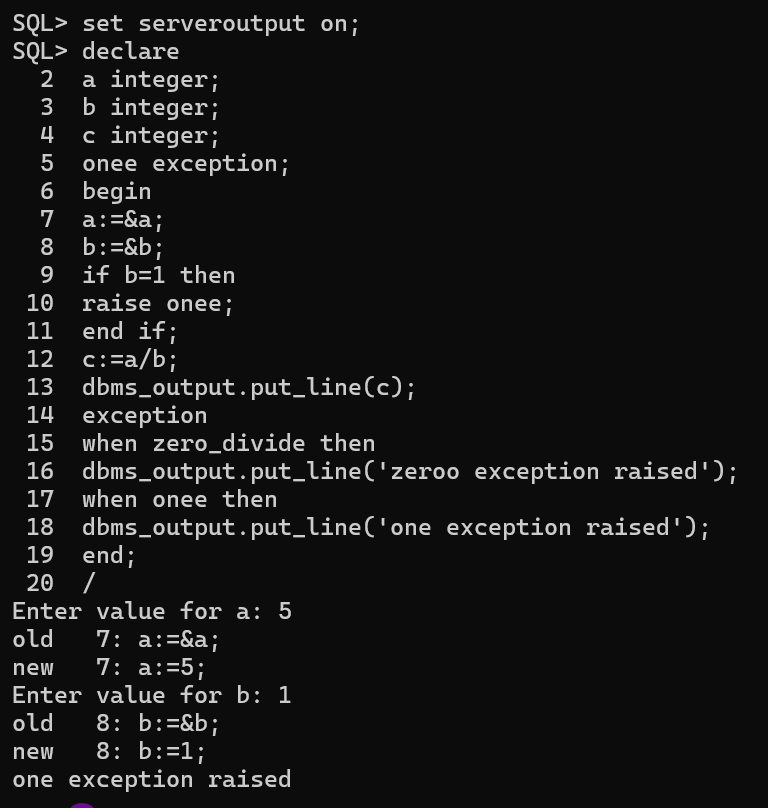 SQL> set serveroutput on;
SQL> declare
  2  a integer;
  3  b integer;
  4  c integer;
  5  onee exception;
  6  begin
  7  a:=&a;
  8  b:=&b;
  9  if b=1 then
 10  raise onee;
 11  end if;
 12  c:=a/b;
 13  dbms_output.put_line(c);
 14  exception
 15  when zero_divide then
 16  dbms_output.put_line('zeroo exception raised');
 17  when onee then
 18  dbms_output.put_line('one exception raised');
 19  end;
 20  /
Enter value for a: 5
old   7: a:=&a;
new   7: a:=5;
Enter value for b: 1
old   8: b:=&b;
new   8: b:=1;
one exception raised